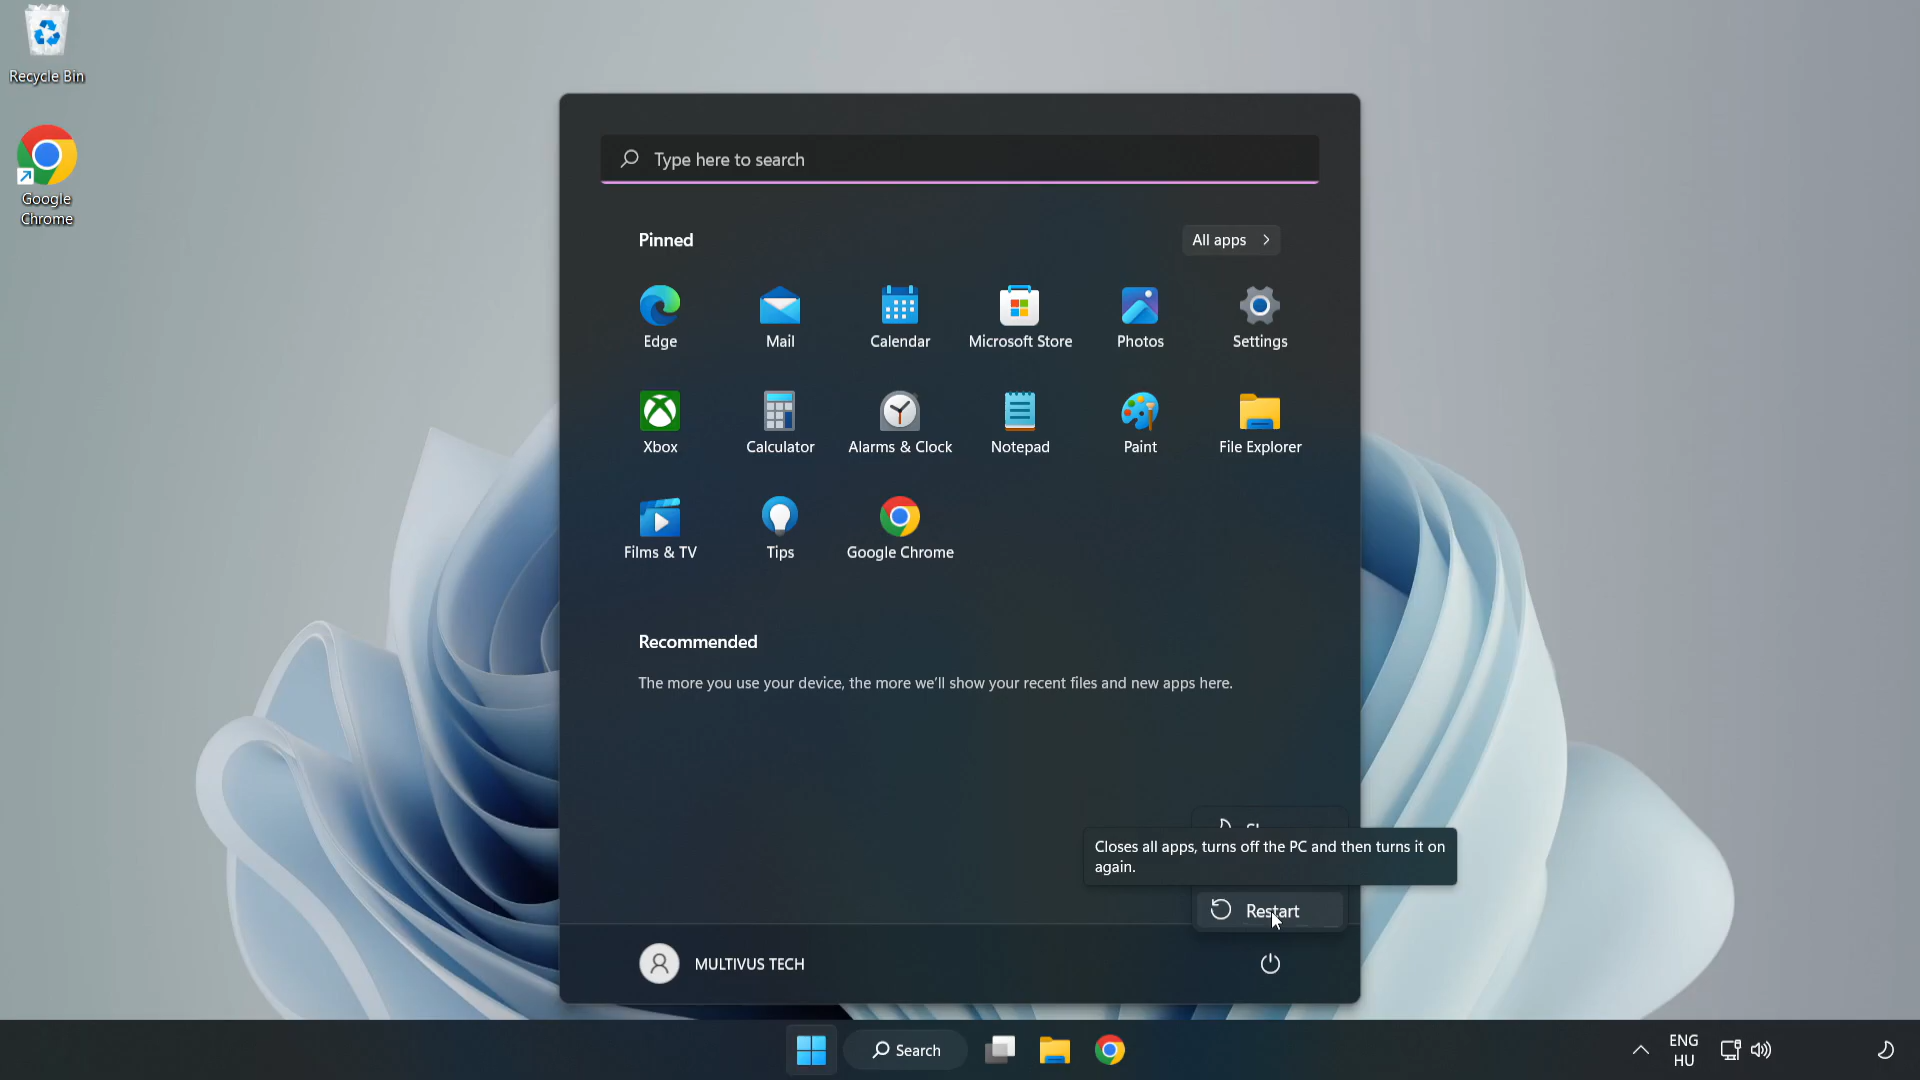 Recycle Bin
Google
Chrome
Type here to search
Pinned
All apps
Edge
Mail
Calendar
Microsoft Store
Photos
Settings
Xbox
Calculator
Alarms & Clock
Notepad
Paint
File Explorer
Films & TV
Tips
Google Chrome
Recommended
The more you use your device, the more we'll show your recent files and new apps here.
Closes all apps, turns off the PC and then turns it on
again.
Restart
MULTIVUS TECH
Search
ENG
HU